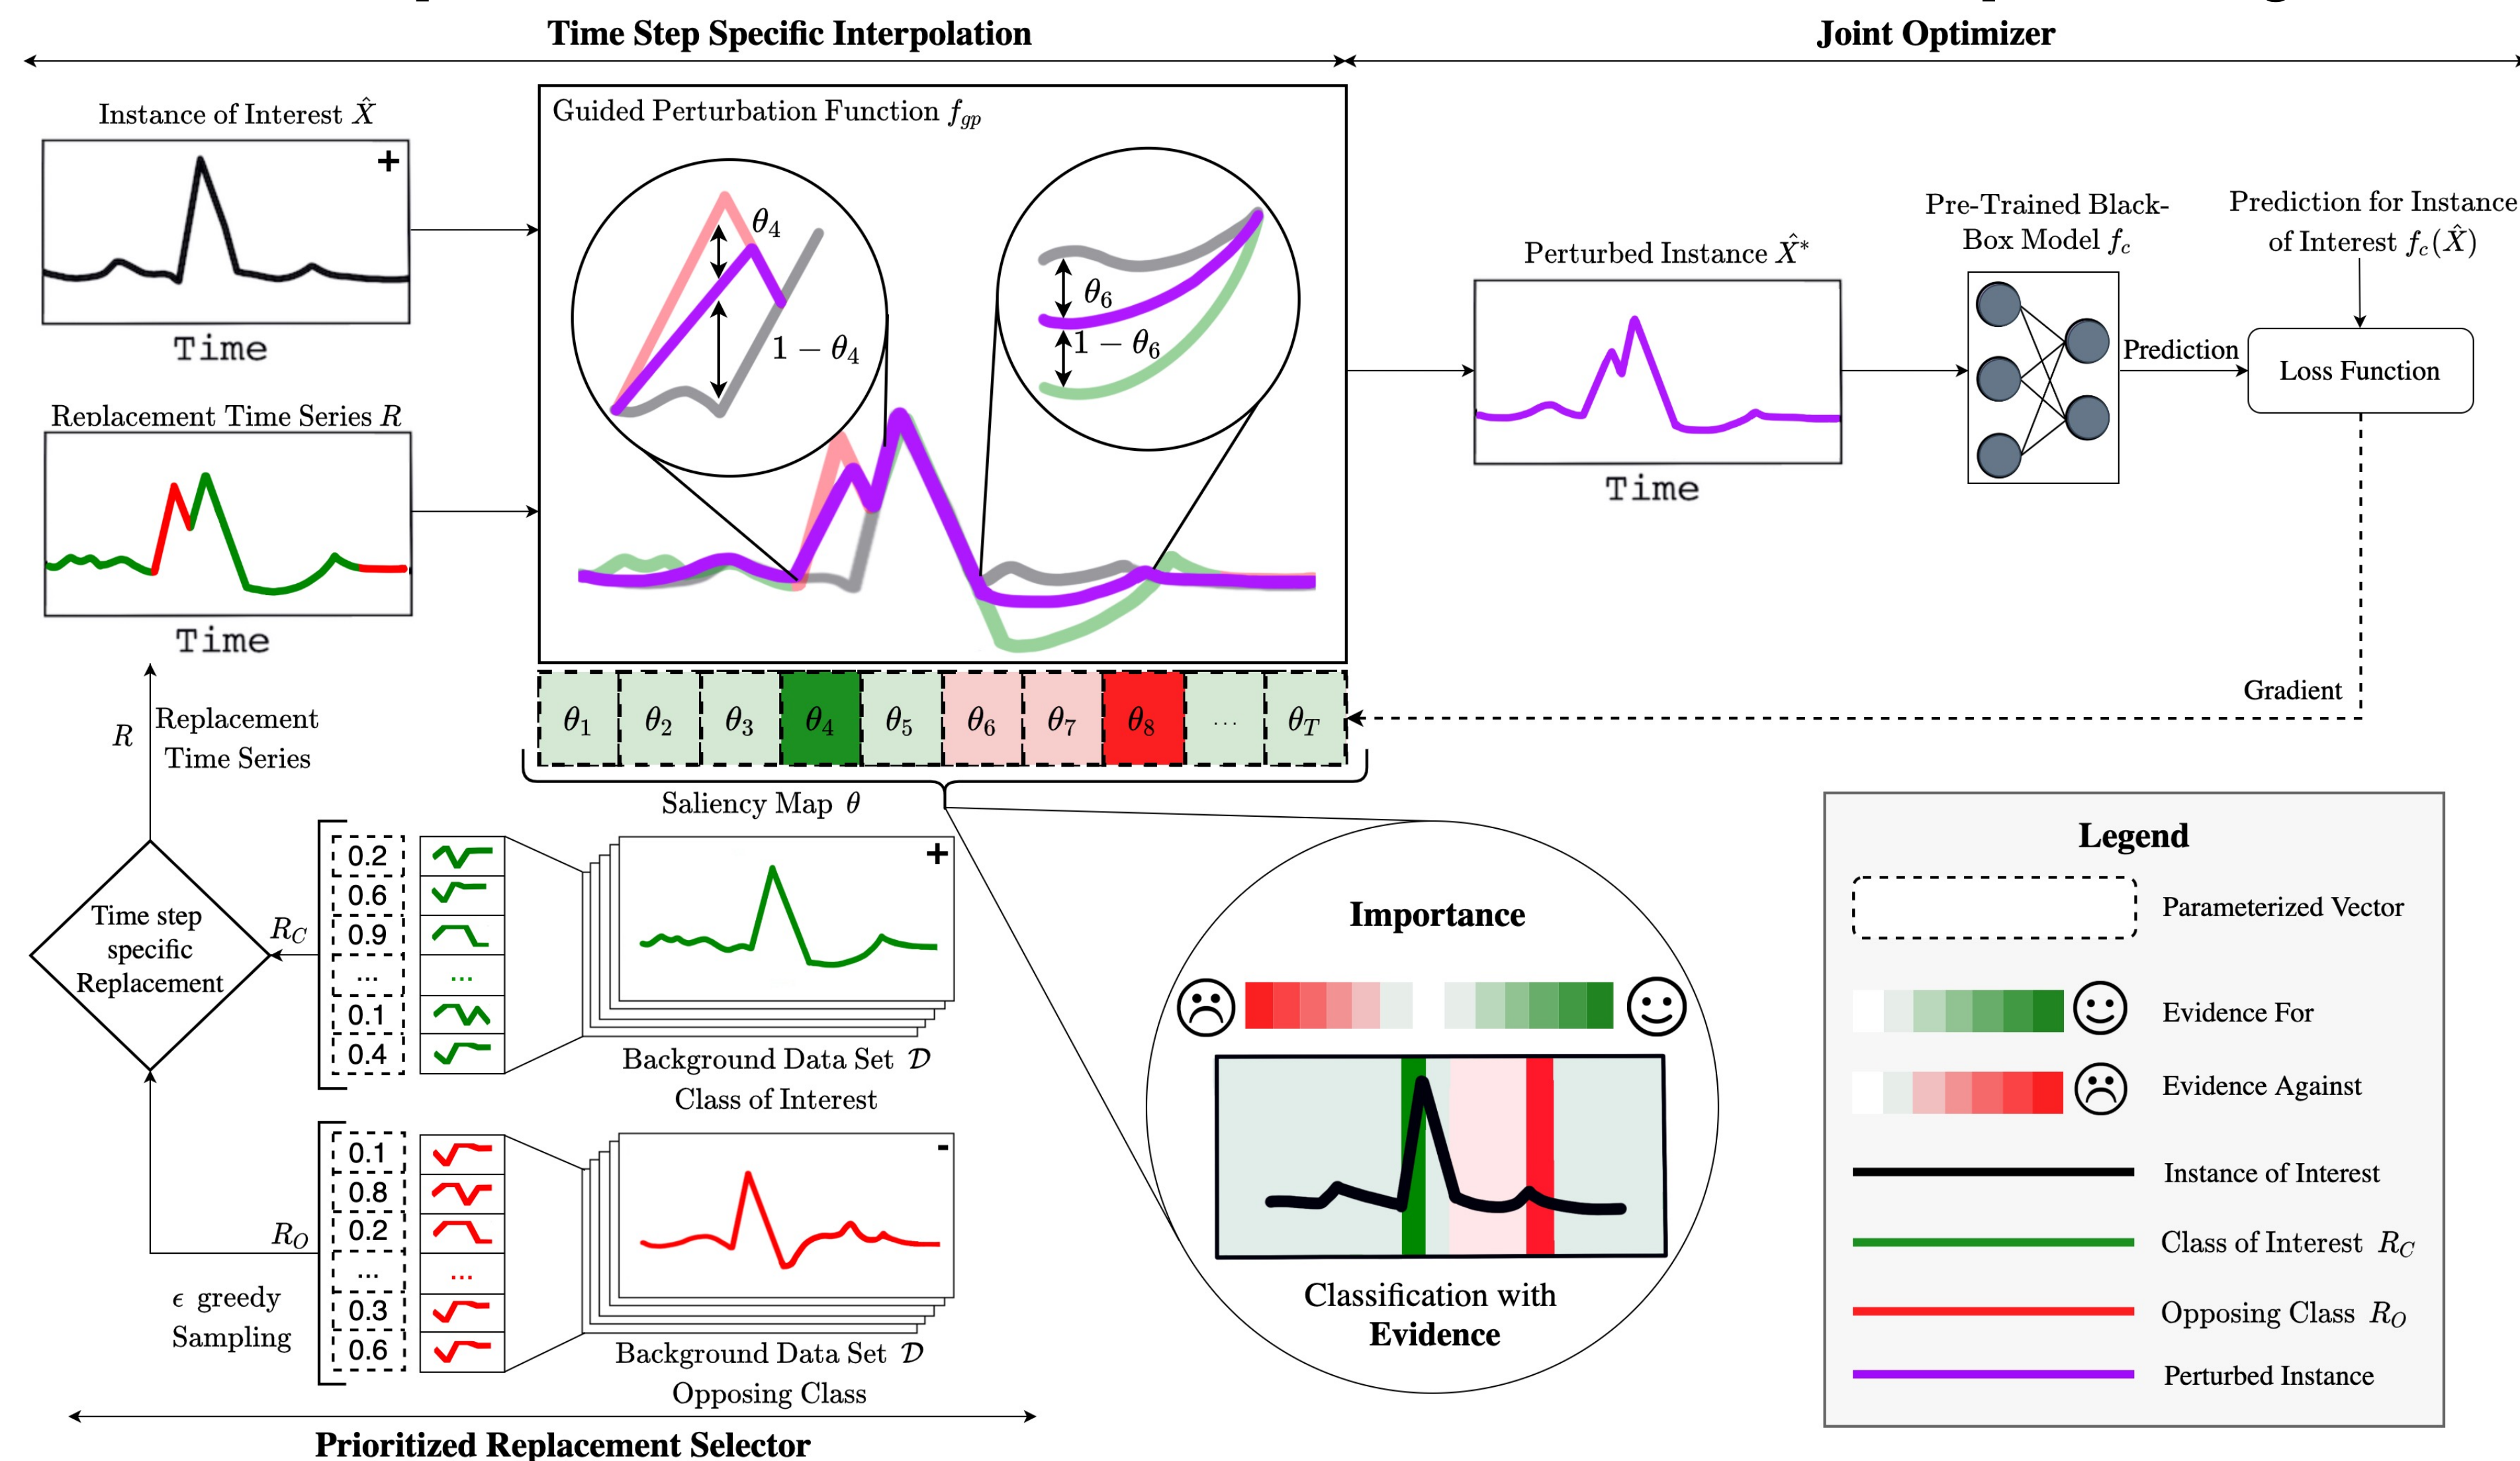 Time Step Specific Interpolation
Joint Optimizer
Instance of Interest X̂
+
Time
Replacement Time Series R
Time
Guided Perturbation Function f_gp
θ₄
1 − θ₄
θ₆
1 − θ₆
Perturbed Instance X̂*
Time
Pre-Trained Black-
Box Model f_c
Prediction
Prediction for Instance
of Interest f_c(X̂)
Loss Function
Gradient
θ₁ θ₂ θ₃ θ₄ θ₅ θ₆ θ₇ θ₈ ... θ_T
Saliency Map θ
R
Replacement
Time Series
Time step
specific
Replacement
R_C
0.2
0.6
0.9
...
...
0.1
0.4
+
Background Data Set 𝒟
Class of Interest
R_O
ϵ greedy
Sampling
0.1
0.8
0.2
...
...
0.3
0.6
-
Background Data Set 𝒟
Opposing Class
Prioritized Replacement Selector
Importance
Classification with
Evidence
Legend
Parameterized Vector
Evidence For
Evidence Against
Instance of Interest
Class of Interest R_C
Opposing Class R_O
Perturbed Instance